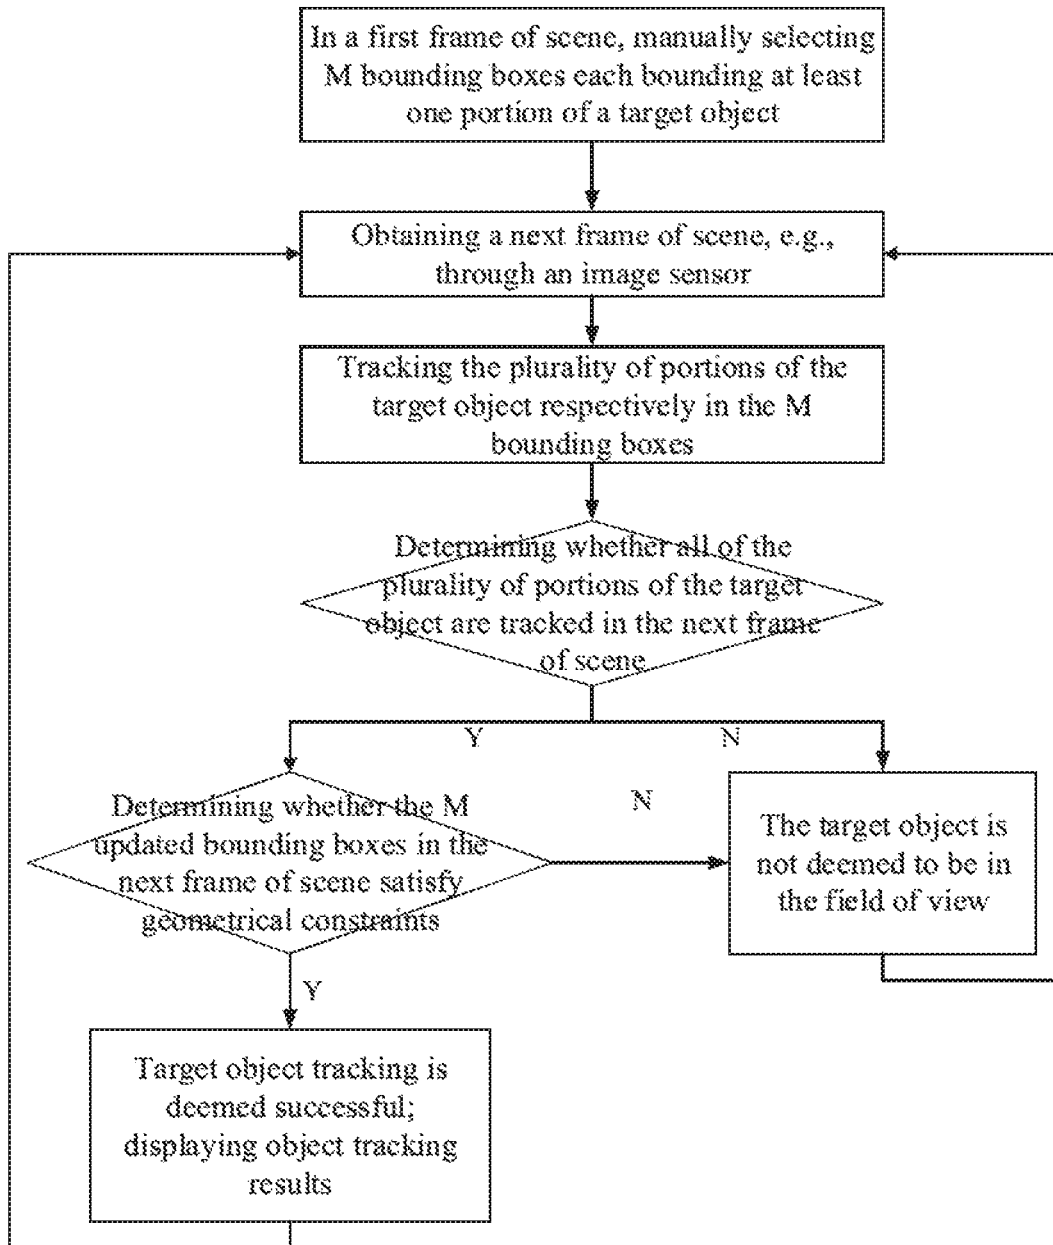 In a first frame of scene, manually selecting
M bounding boxes each bounding at least
one portion of a target object
Obtaining a next frame of scene, e.g.,
through an image sensor
Tracking the plurality of portions of the
target object respectively in the M
bounding boxes
Determining whether all of the
plurality of portions of the target
object are tracked in the next frame
of scene
Y
N
Determining whether the M
updated bounding boxes in the
next frame of scene satisfy
geometrical constraints
N
The target object is
not deemed to be in
the field of view
Y
Target object tracking is
deemed successful;
displaying object tracking
results